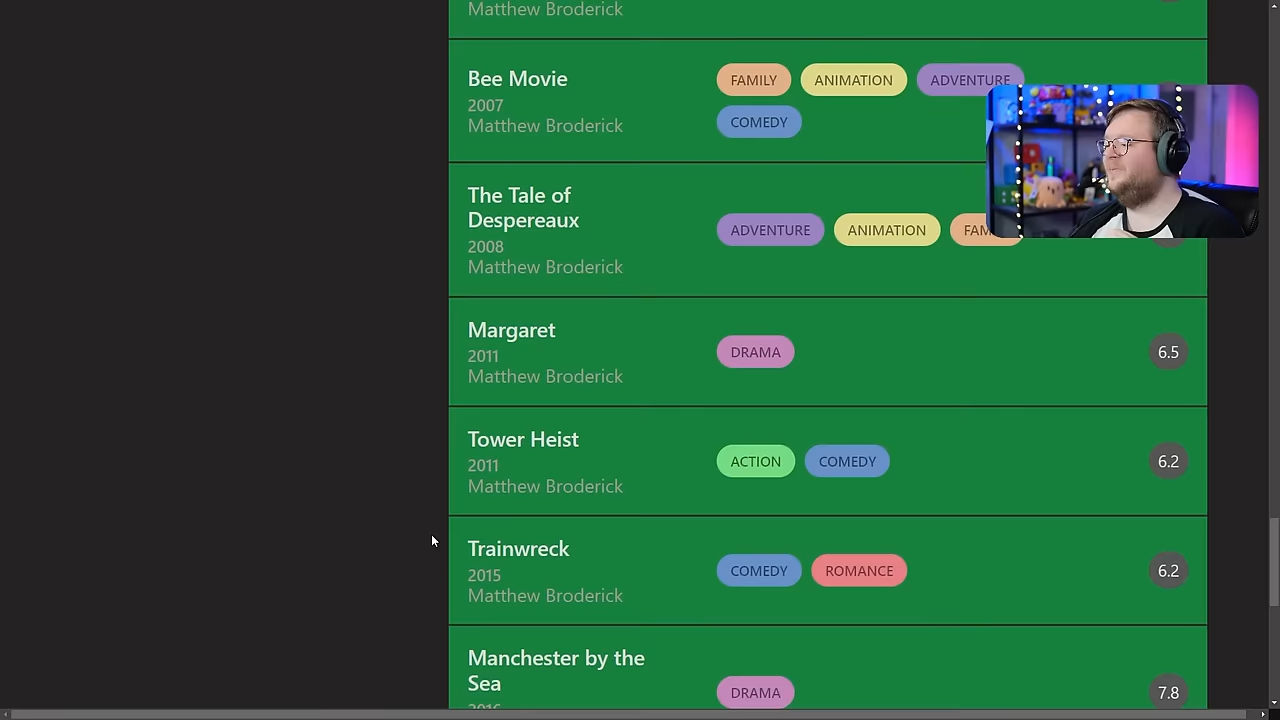 Matthew Broderick
Bee Movie
2007
Matthew Broderick
FAMILY
ANIMATION
ADVENTURE
COMEDY
The Tale of
Despereaux
2008
Matthew Broderick
ADVENTURE
ANIMATION
Margaret
2011
Matthew Broderick
DRAMA
6.5
Tower Heist
2011
Matthew Broderick
ACTION
COMEDY
6.2
Trainwreck
2015
Matthew Broderick
COMEDY
ROMANCE
6.2
Manchester by the
Sea
2016
DRAMA
7.8